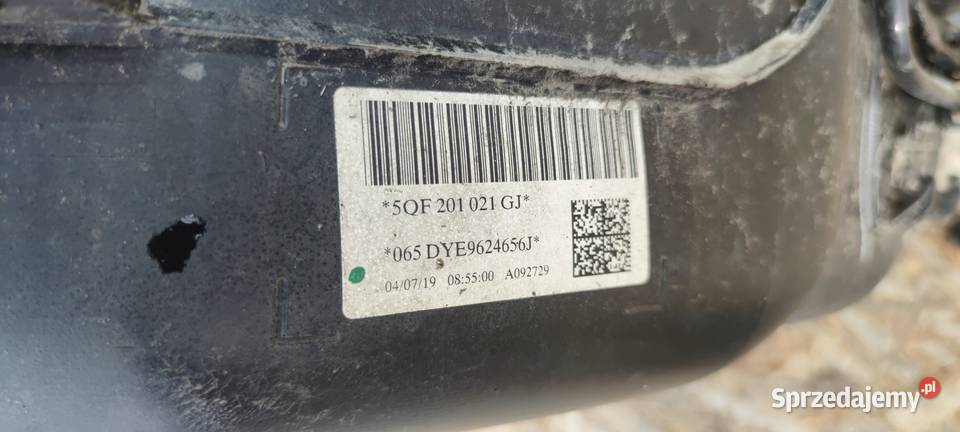 *5QF 201 021 GJ*
*065 DYE9624656J*
04/07/19 08:55:00 A092729
Sprzedajemy.pl